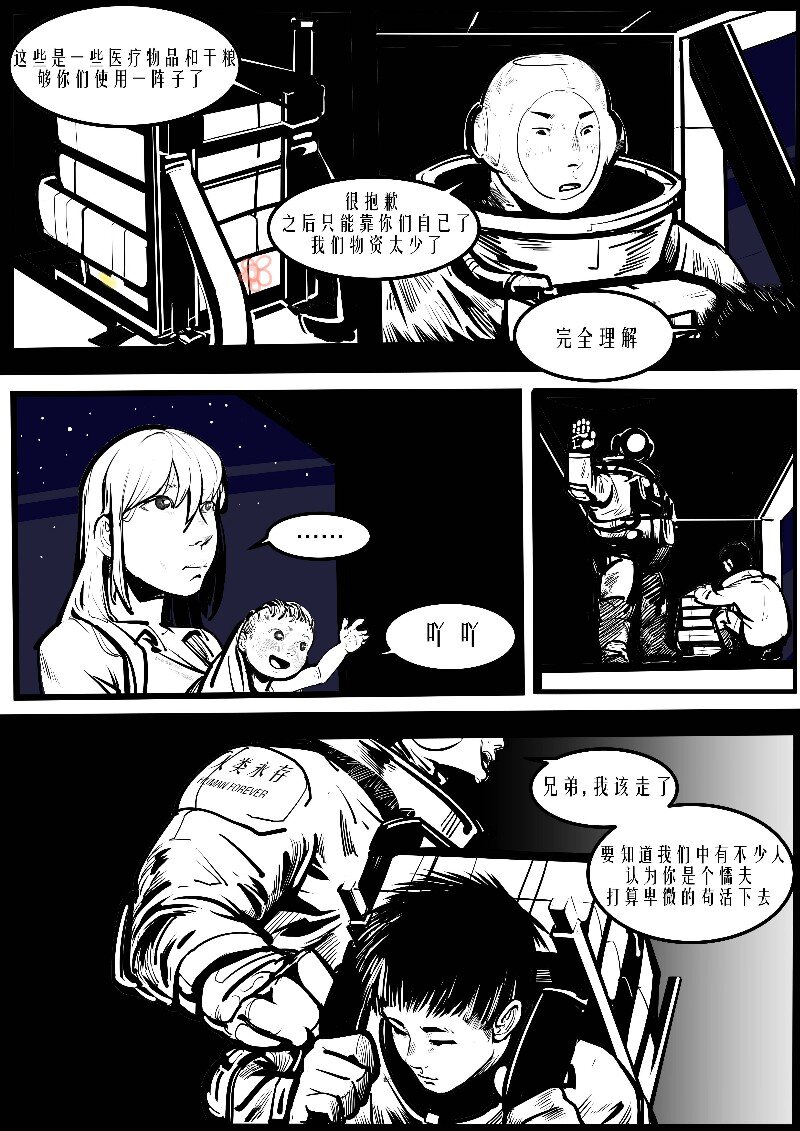 这些是一些医疗物品和干粮
够你们使用一阵子了
很抱歉
之后只能靠你们自己了
我们物资太少了
完全理解
······
吖吖
人类永存
HUMAN FOREVER
兄弟,我该走了
要知道我们中有不少人
认为你是个懦夫
打算卑微的苟活下去